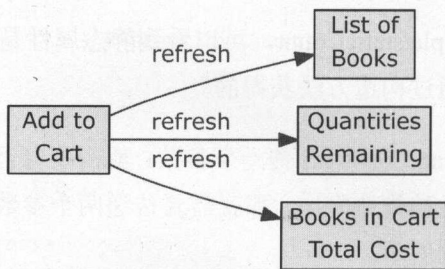 List of
Books
refresh
Add to
Cart
refresh
Quantities
Remaining
refresh
Books in Cart
Total Cost